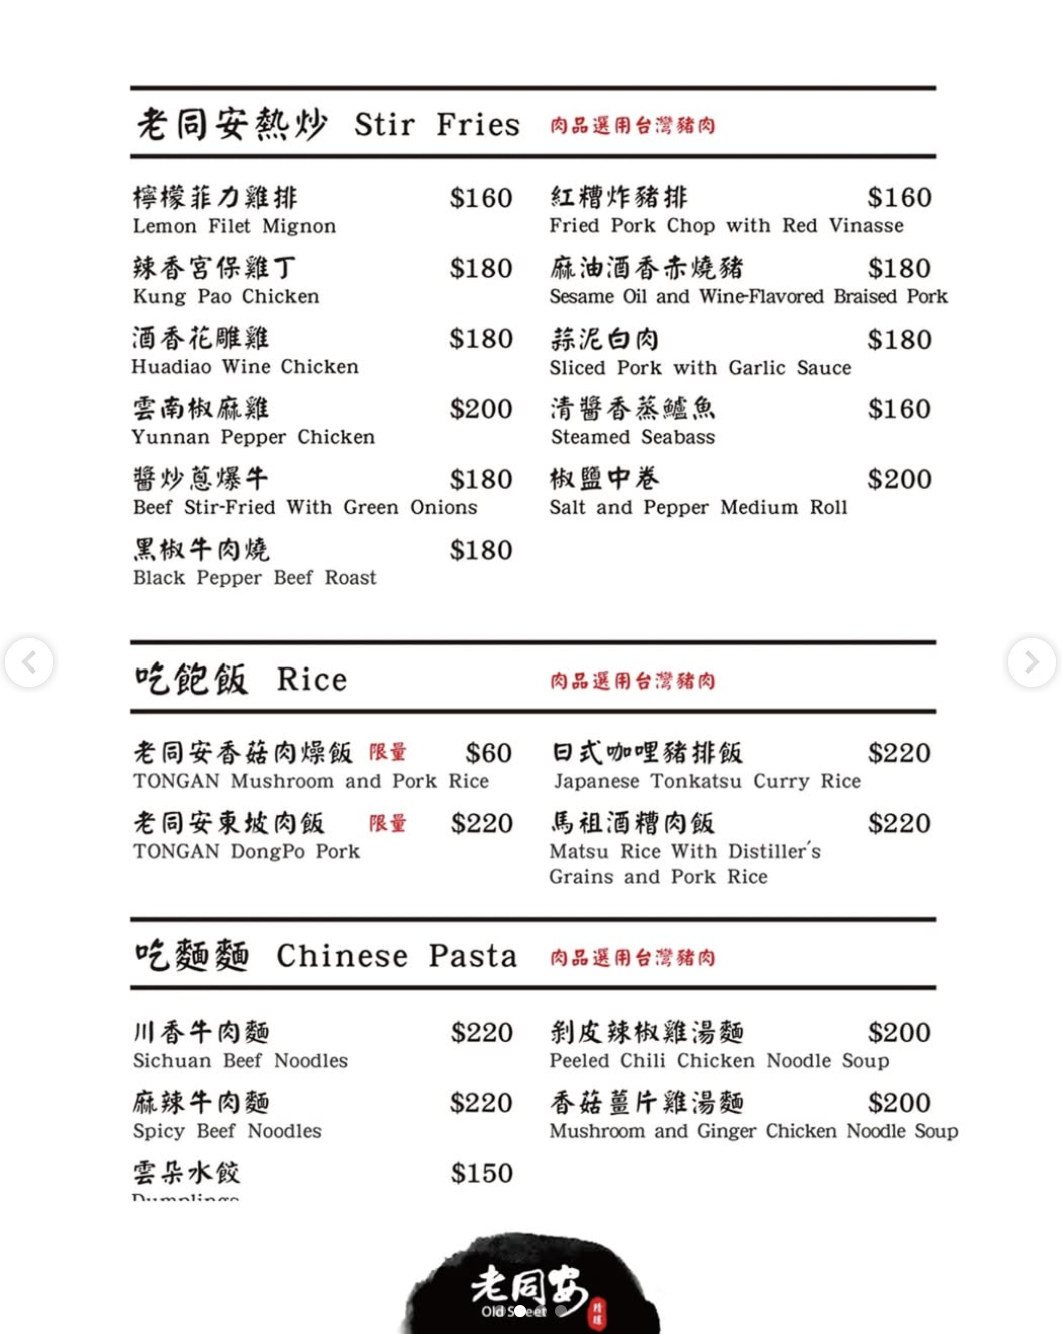 老同安熱炒 Stir Fries 肉品選用台灣豬肉
檸檬菲力雞排 $160
Lemon Filet Mignon
辣香宮保雞丁 $180
Kung Pao Chicken
酒香花雕雞 $180
Huadiao Wine Chicken
雲南椒麻雞 $200
Yunnan Pepper Chicken
醬炒蔥爆牛 $180
Beef Stir-Fried With Green Onions
黑椒牛肉燒 $180
Black Pepper Beef Roast
紅糟炸豬排 $160
Fried Pork Chop with Red Vinasse
麻油酒香赤燒豬 $180
Sesame Oil and Wine-Flavored Braised Pork
蒜泥白肉 $180
Sliced Pork with Garlic Sauce
清醬香蒸鱸魚 $160
Steamed Seabass
椒鹽中卷 $200
Salt and Pepper Medium Roll
吃飽飯 Rice 肉品選用台灣豬肉
老同安香菇肉燥飯 限量 $60
TONGAN Mushroom and Pork Rice
老同安東坡肉飯 限量 $220
TONGAN DongPo Pork
日式咖哩豬排飯 $220
Japanese Tonkatsu Curry Rice
馬祖酒糟肉飯 $220
Matsu Rice With Distiller's
Grains and Pork Rice
吃麵麵 Chinese Pasta 肉品選用台灣豬肉
川香牛肉麵 $220
Sichuan Beef Noodles
麻辣牛肉麵 $220
Spicy Beef Noodles
雲朵水餃 $150
Dumplings
剝皮辣椒雞湯麵 $200
Peeled Chili Chicken Noodle Soup
香菇薑片雞湯麵 $200
Mushroom and Ginger Chicken Noodle Soup
老同安
Old Street